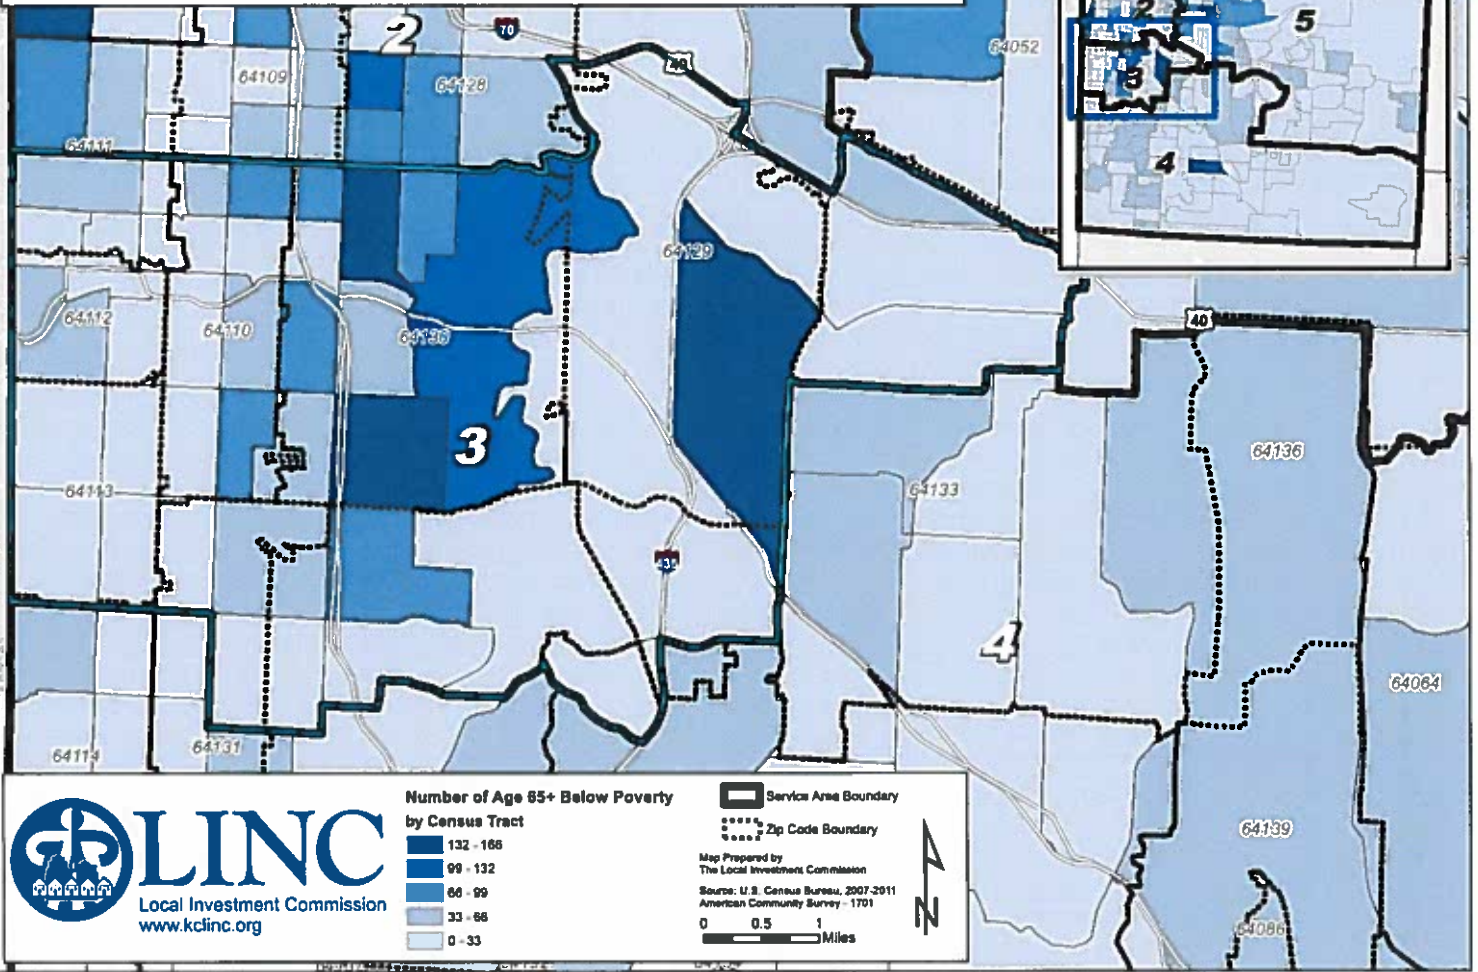 2
70
40
64052
2
5
3
4
64109
64128
64111
64129
64112
64110
40
3
64136
64113
64133
435
4
64064
64114
64131
64139
64086
LINC
Local Investment Commission
www.kclinc.org
Number of Age 65+ Below Poverty
by Census Tract
132 - 166
99 - 132
66 - 99
33 - 66
0 - 33
Service Area Boundary
Zip Code Boundary
Map Prepared by
The Local Investment Commission
Source: U.S. Census Bureau, 2007-2011
American Community Survey - 1701
0 0.5 1
Miles
N